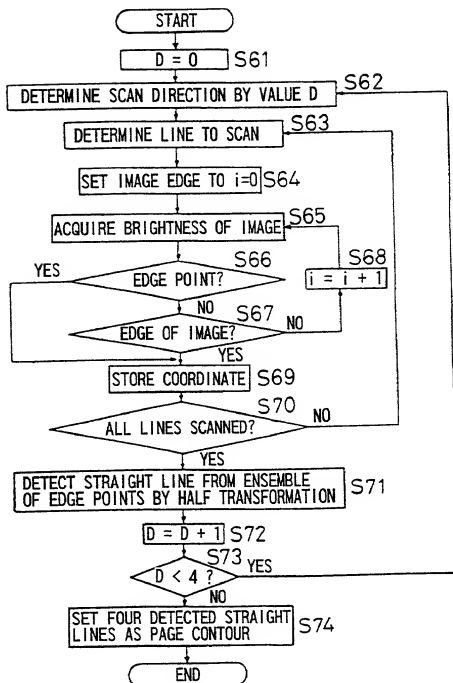 START
D = 0 S61
S62
DETERMINE SCAN DIRECTION BY VALUE D
S63
DETERMINE LINE TO SCAN
SET IMAGE EDGE TO i=0 S64
S65
ACQUIRE BRIGHTNESS OF IMAGE
S66
S68
YES
EDGE POINT?
i = i + 1
NO
S67
EDGE OF IMAGE?
NO
YES
STORE COORDINATE S69
S70
ALL LINES SCANNED?
NO
YES
DETECT STRAIGHT LINE FROM ENSEMBLE
OF EDGE POINTS BY HALF TRANSFORMATION
S71
D = D + 1 S72
S73
D < 4 ?
YES
NO
SET FOUR DETECTED STRAIGHT
LINES AS PAGE CONTOUR
S74
END